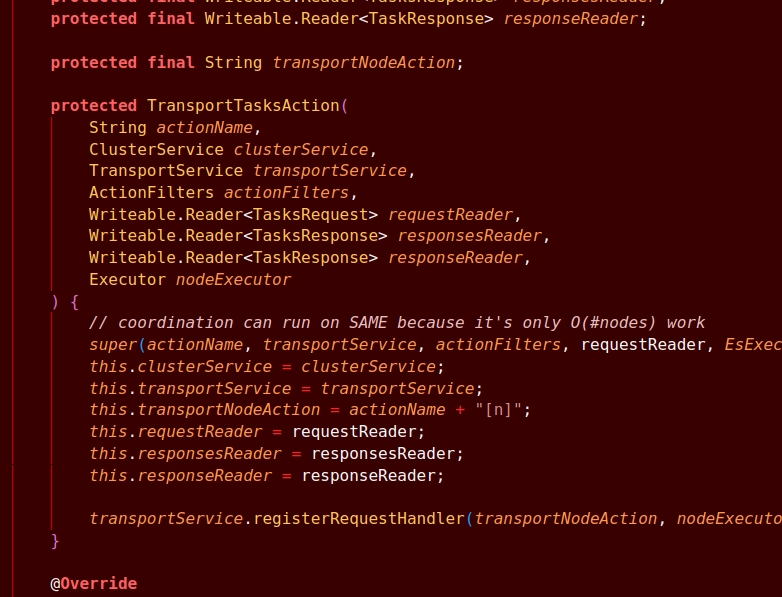 protected final Writeable.Reader<TasksResponse> responsesReader;
protected final Writeable.Reader<TaskResponse> responseReader;
protected final String transportNodeAction;
protected TransportTasksAction(
String actionName,
ClusterService clusterService,
TransportService transportService,
ActionFilters actionFilters,
Writeable.Reader<TasksRequest> requestReader,
Writeable.Reader<TasksResponse> responsesReader,
Writeable.Reader<TaskResponse> responseReader,
Executor nodeExecutor
) {
// coordination can run on SAME because it's only O(#nodes) work
super(actionName, transportService, actionFilters, requestReader, EsExec
this.clusterService = clusterService;
this.transportService = transportService;
this.transportNodeAction = actionName + "[n]";
this.requestReader = requestReader;
this.responsesReader = responsesReader;
this.responseReader = responseReader;
transportService.registerRequestHandler(transportNodeAction, nodeExecuto
}
@Override